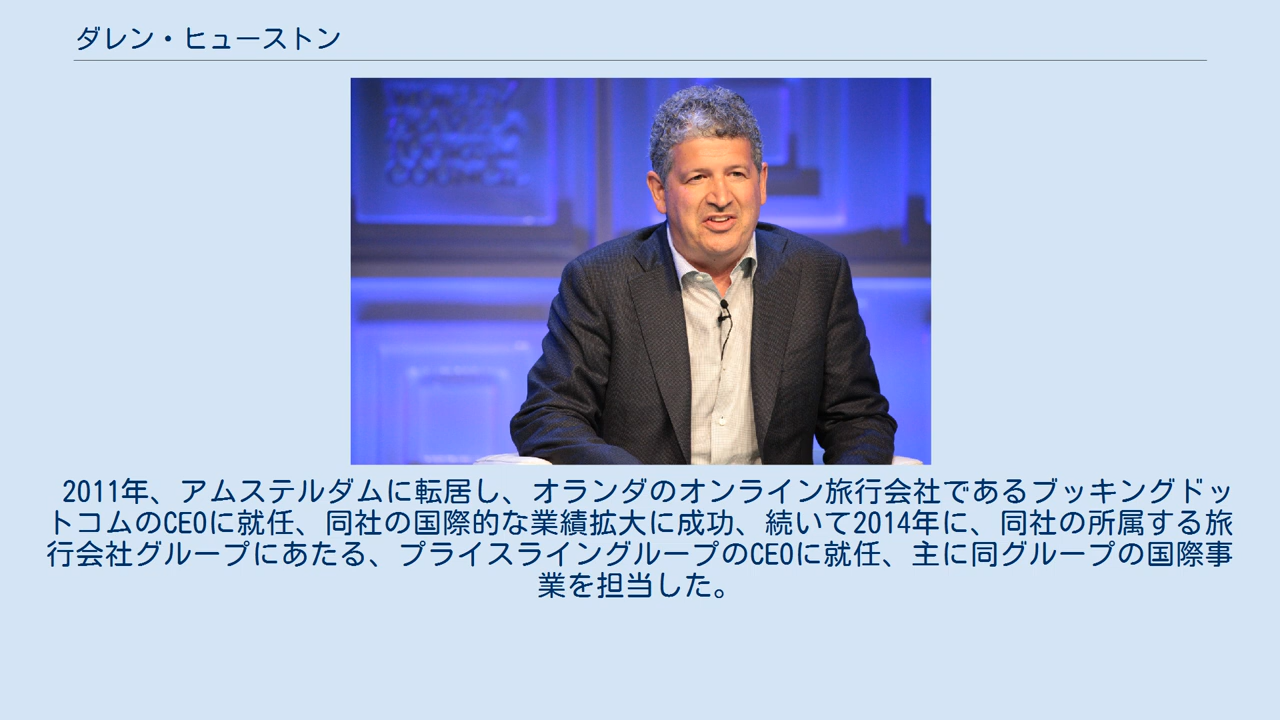 ダレン・ヒューストン
COUNCIL
2011年、アムステルダムに転居し、オランダのオンライン旅行会社であるブッキングドッ
トコムのCEOに就任、同社の国際的な業績拡大に成功、続いて2014年に、同社の所属する旅
行会社グループにあたる、プライスライングループのCEOに就任、主に同グループの国際事
業を担当した。